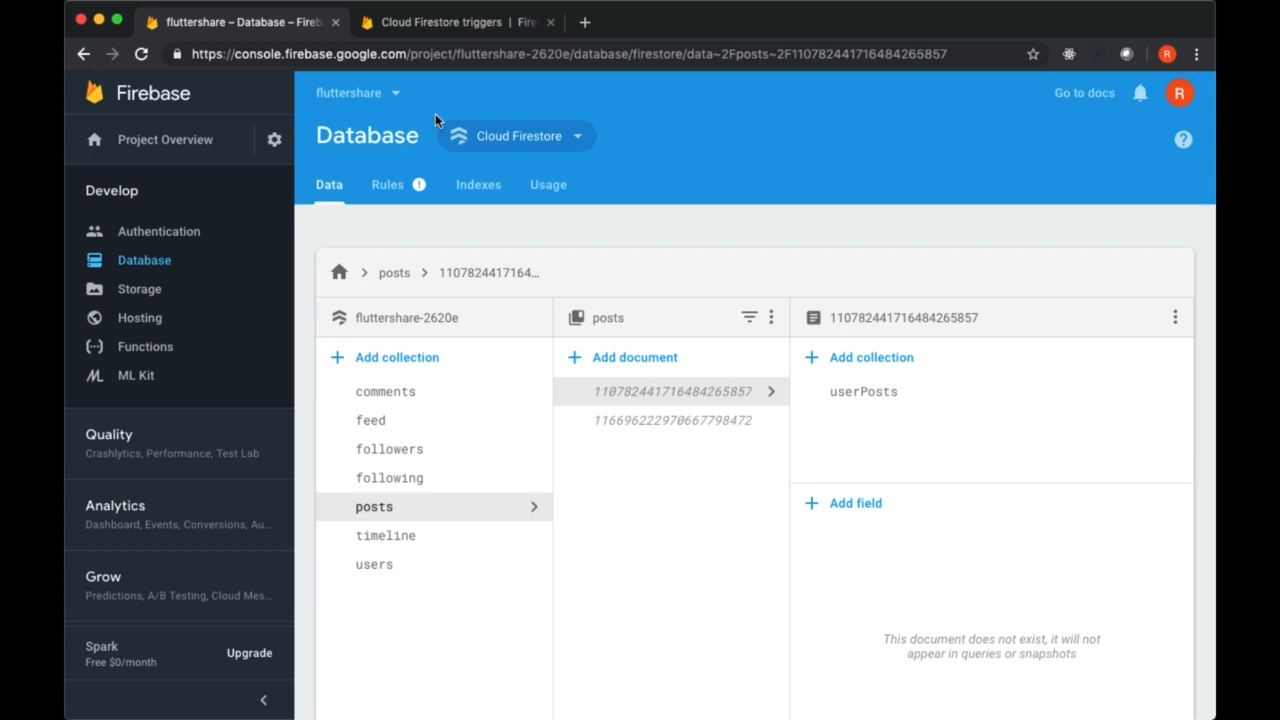 fluttershare – Database – Fireb
Cloud Firestore triggers | Fire
https://console.firebase.google.com/project/fluttershare-2620e/database/firestore/data~2Fposts~2F110782441716484265857
R
Firebase
Project Overview
Develop
Authentication
Database
Storage
Hosting
Functions
ML Kit
Quality
Crashlytics, Performance, Test Lab
Analytics
Dashboard, Events, Conversions, Au...
Grow
Predictions, A/B Testing, Cloud Mes...
Spark
Free $0/month
Upgrade
fluttershare
Go to docs
R
Database
Cloud Firestore
Data
Rules
Indexes
Usage
posts
1107824417164...
fluttershare-2620e
Add collection
comments
feed
followers
following
posts
timeline
users
posts
Add document
110782441716484265857
116696222970667798472
110782441716484265857
Add collection
userPosts
Add field
This document does not exist, it will not
appear in queries or snapshots